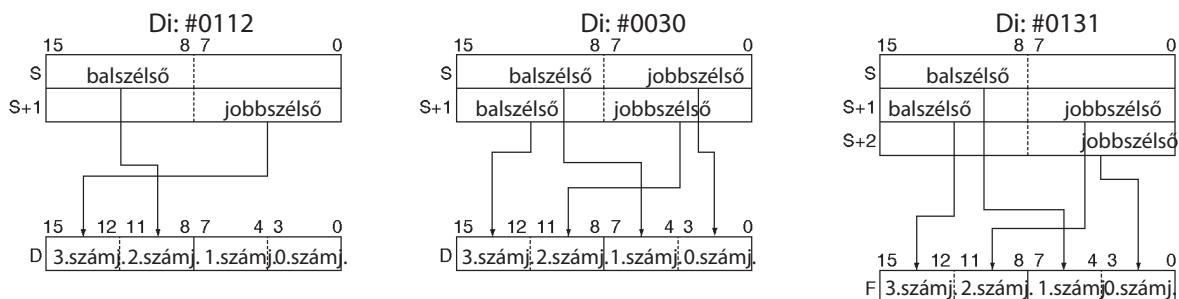 Di: #0112
15 8 7 0
S balszélső
S+1 jobbszélső
15 12 11 8 7 4 3 0
D 3.számj. 2.számj. 1.számj. 0.számj.
Di: #0030
15 8 7 0
S balszélső jobbszélső
S+1 balszélső jobbszélső
15 12 11 8 7 4 3 0
D 3.számj. 2.számj. 1.számj. 0.számj.
Di: #0131
15 8 7 0
S balszélső
S+1 balszélső jobbszélső
S+2 jobbszélső
15 12 11 8 7 4 3 0
F 3.számj. 2.számj. 1.számj. 0.számj.